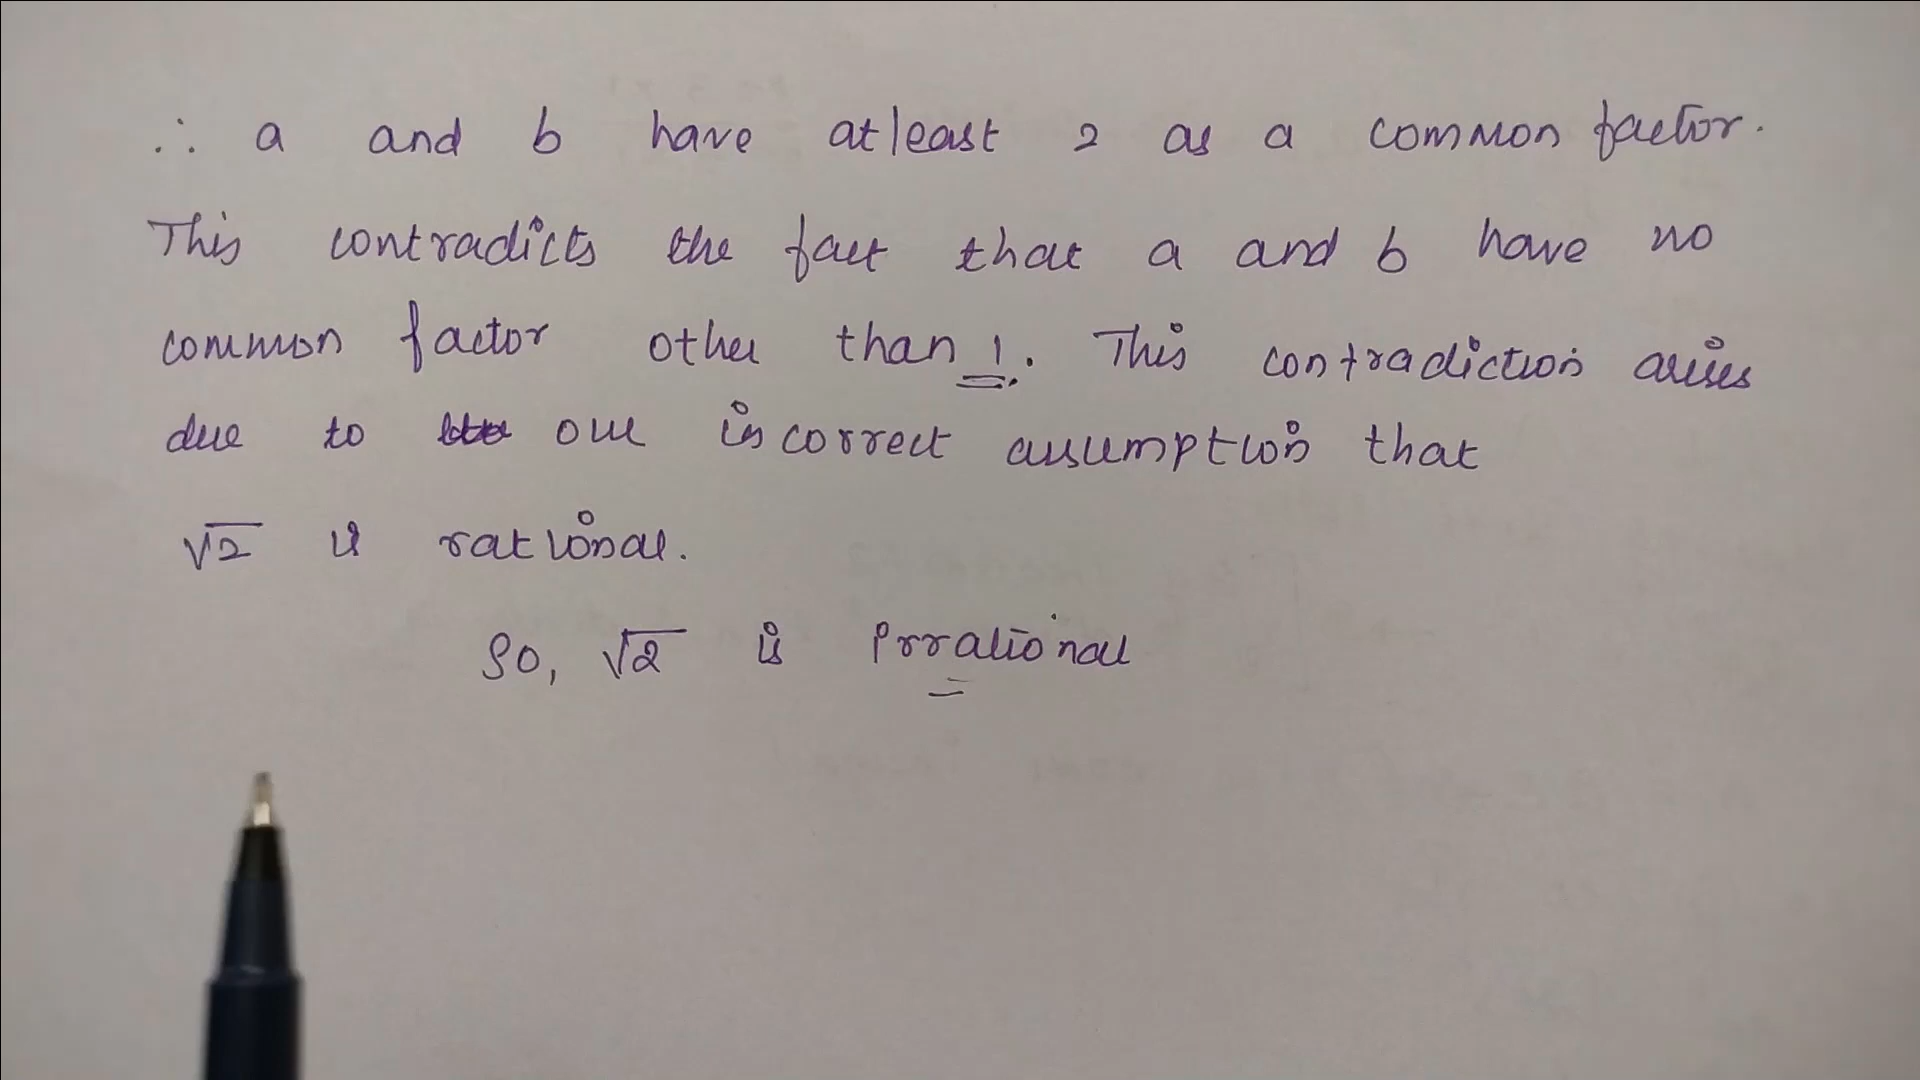 ∴ a and b have atleast 2 as a common factor.
This contradicts the fact that a and b have no
common factor other than 1. This contradiction arises
due to our incorrect assumption that
√2 is rational.
So, √2 is irrational